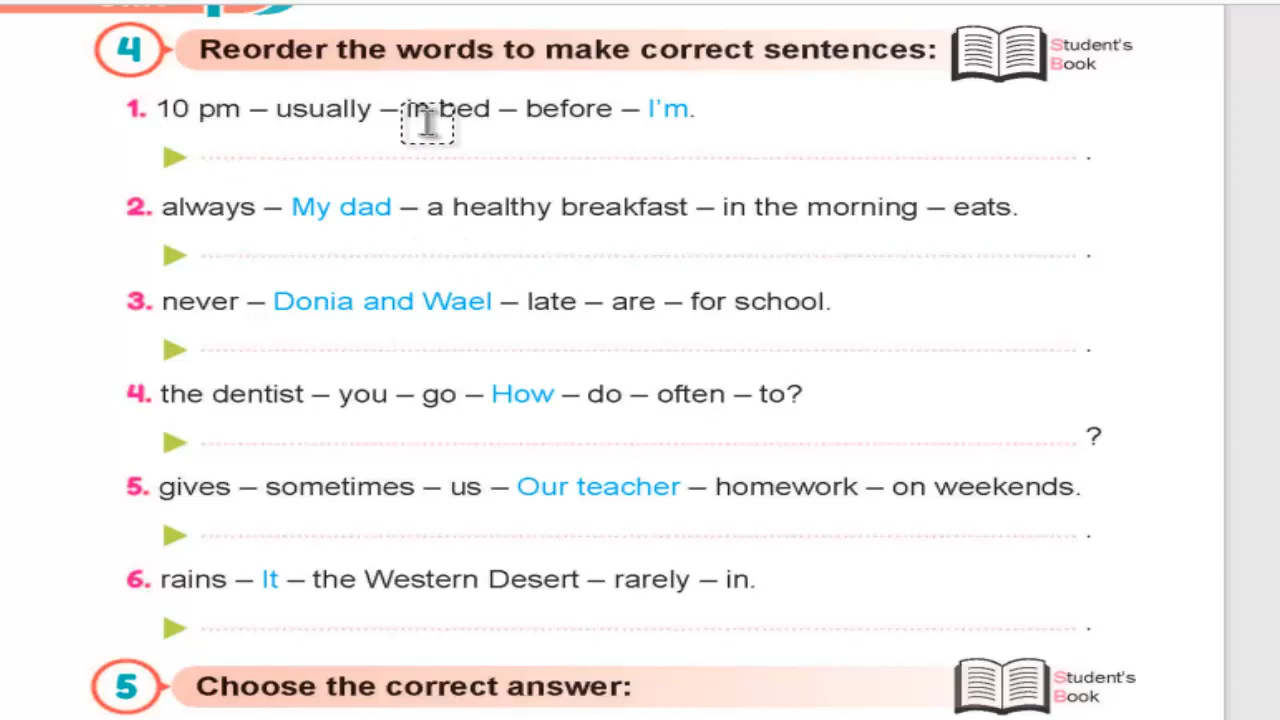 4 Reorder the words to make correct sentences:
Student's
Book
1. 10 pm – usually – in bed – before – I'm.
.
2. always – My dad – a healthy breakfast – in the morning – eats.
.
3. never – Donia and Wael – late – are – for school.
.
4. the dentist – you – go – How – do – often – to?
?
5. gives – sometimes – us – Our teacher – homework – on weekends.
.
6. rains – It – the Western Desert – rarely – in.
.
5 Choose the correct answer:
Student's
Book